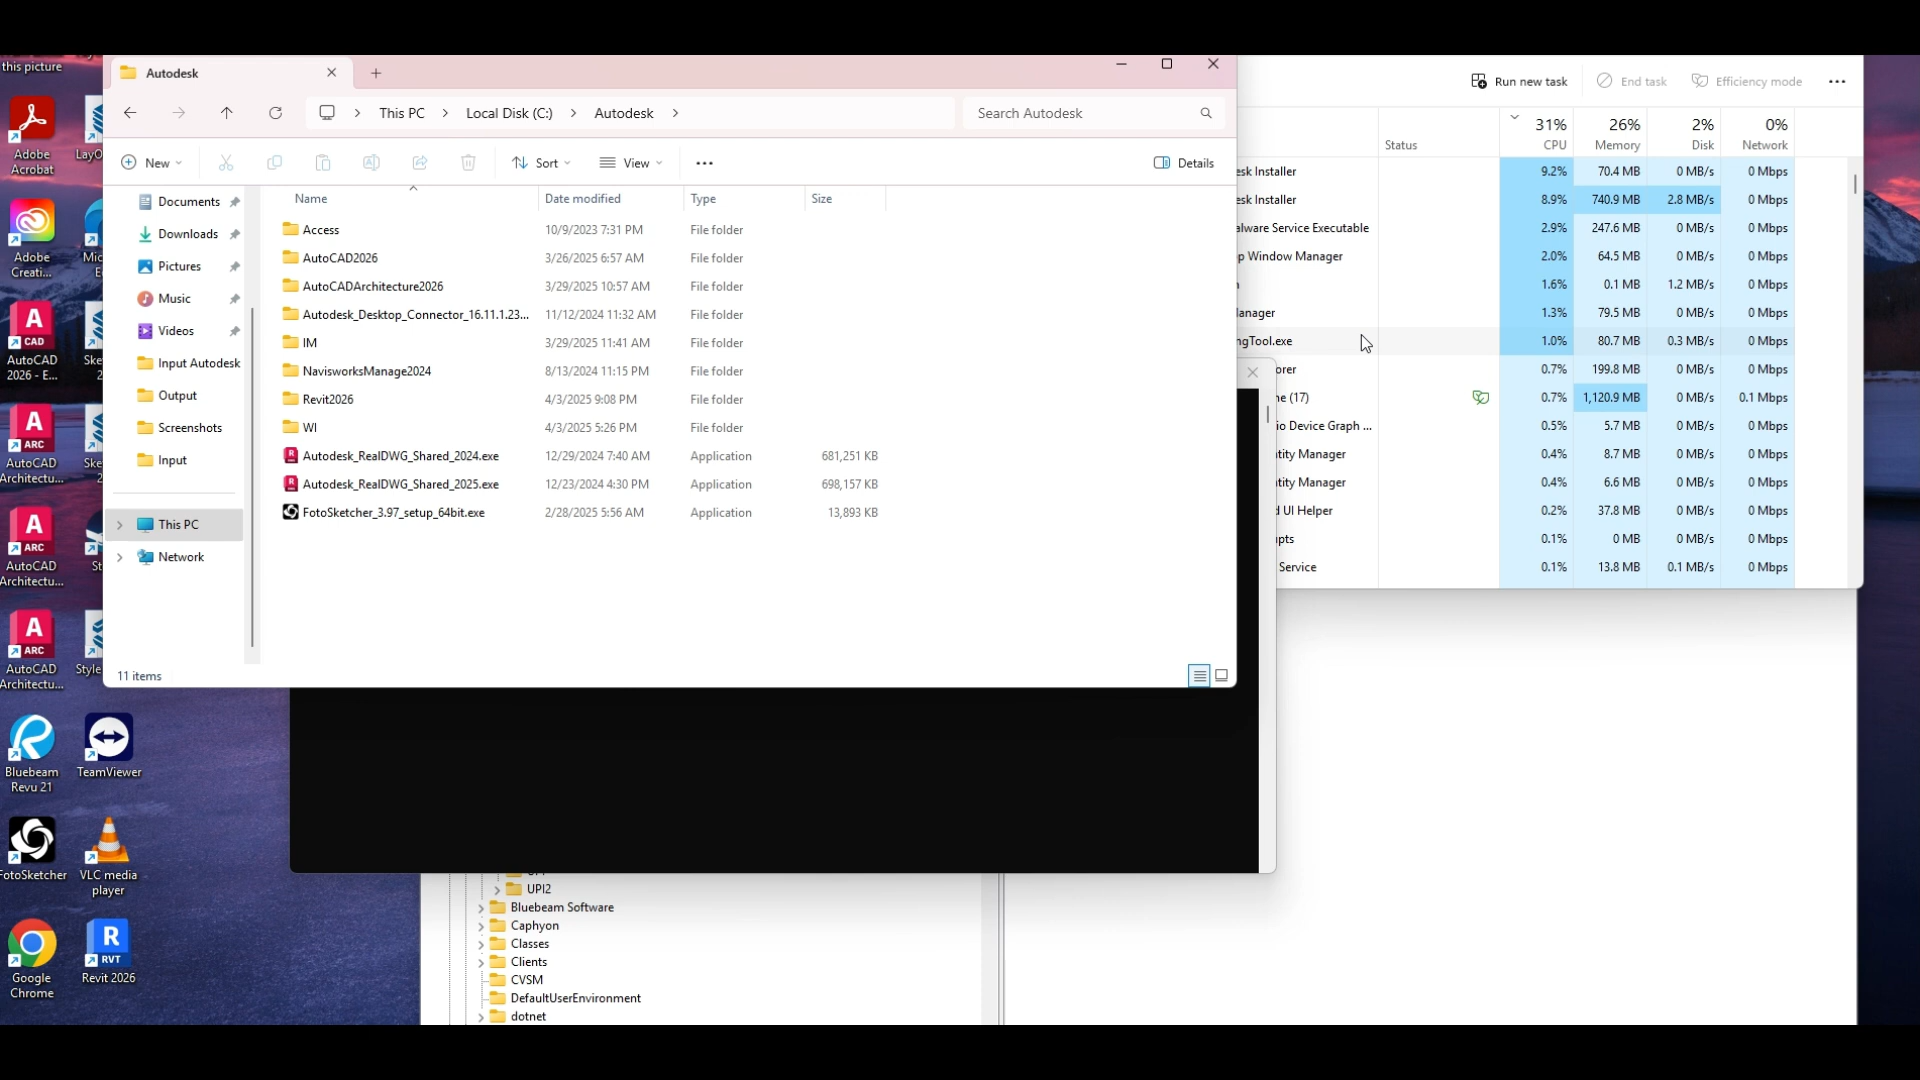 this picture
Adobe
Acrobat
LayO
Adobe
Creati...
Mic
E
A
CAD
AutoCAD
2026 - E...
Ske
2
A
ARC
AutoCAD
Architectu...
Ske
2
A
ARC
AutoCAD
Architectu...
St
A
ARC
AutoCAD
Architectu...
Style
Bluebeam
Revu 21
TeamViewer
FotoSketcher
VLC media
player
Google
Chrome
R
RVT
Revit 2026
Autodesk
This PC
Local Disk (C:)
Autodesk
Search Autodesk
New
Sort
View
Details
Documents
Downloads
Pictures
Music
Videos
Input Autodesk
Output
Screenshots
Input
This PC
Network
Name Date modified Type Size
Access 10/9/2023 7:31 PM File folder
AutoCAD2026 3/26/2025 6:57 AM File folder
AutoCADArchitecture2026 3/29/2025 10:57 AM File folder
Autodesk_Desktop_Connector_16.11.1.23... 11/12/2024 11:32 AM File folder
IM 3/29/2025 11:41 AM File folder
NavisworksManage2024 8/13/2024 11:15 PM File folder
Revit2026 4/3/2025 9:08 PM File folder
WI 4/3/2025 5:26 PM File folder
Autodesk_RealDWG_Shared_2024.exe 12/29/2024 7:40 AM Application 681,251 KB
Autodesk_RealDWG_Shared_2025.exe 12/23/2024 4:30 PM Application 698,157 KB
FotoSketcher_3.97_setup_64bit.exe 2/28/2025 5:56 AM Application 13,893 KB
11 items
Run new task End task Efficiency mode
31% 26% 2% 0%
Status CPU Memory Disk Network
esk Installer 9.2% 70.4 MB 0 MB/s 0 Mbps
esk Installer 8.9% 740.9 MB 2.8 MB/s 0 Mbps
alware Service Executable 2.9% 247.6 MB 0 MB/s 0 Mbps
p Window Manager 2.0% 64.5 MB 0 MB/s 0 Mbps
1.6% 0.1 MB 1.2 MB/s 0 Mbps
anager 1.3% 79.5 MB 0 MB/s 0 Mbps
ngTool.exe 1.0% 80.7 MB 0.3 MB/s 0 Mbps
orer 0.7% 199.8 MB 0 MB/s 0 Mbps
ne (17) 0.7% 1,120.9 MB 0 MB/s 0.1 Mbps
io Device Graph ... 0.5% 5.7 MB 0 MB/s 0 Mbps
tity Manager 0.4% 8.7 MB 0 MB/s 0 Mbps
tity Manager 0.4% 6.6 MB 0 MB/s 0 Mbps
d UI Helper 0.2% 37.8 MB 0 MB/s 0 Mbps
pts 0.1% 0 MB 0 MB/s 0 Mbps
Service 0.1% 13.8 MB 0.1 MB/s 0 Mbps
UPI2
Bluebeam Software
Caphyon
Classes
Clients
CVSM
DefaultUserEnvironment
dotnet